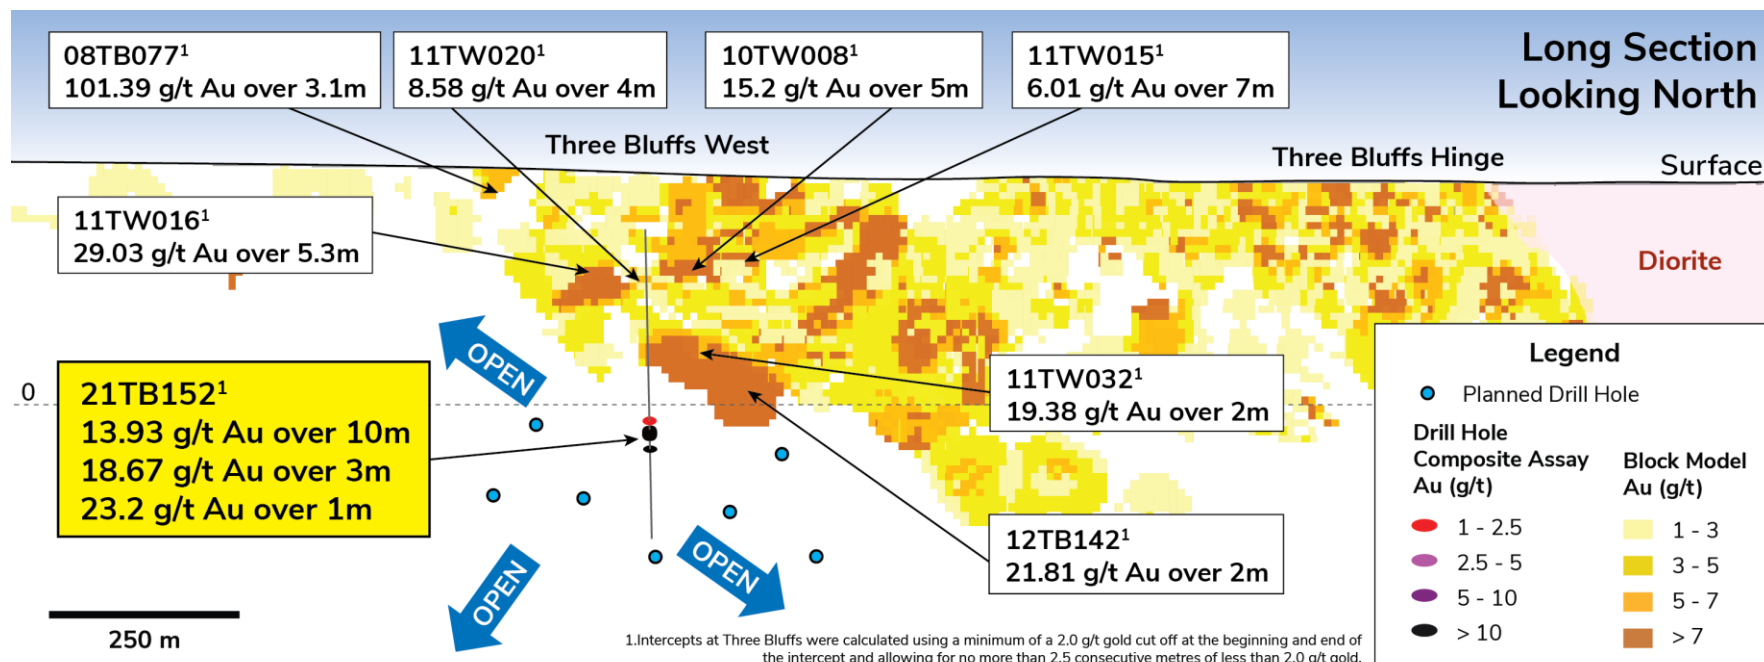 08TB077¹
101.39 g/t Au over 3.1m
11TW020¹
8.58 g/t Au over 4m
10TW008¹
15.2 g/t Au over 5m
11TW015¹
6.01 g/t Au over 7m
Long Section
Looking North
Three Bluffs West
Three Bluffs Hinge
Surface
11TW016¹
29.03 g/t Au over 5.3m
Diorite
OPEN
0
21TB152¹
13.93 g/t Au over 10m
18.67 g/t Au over 3m
23.2 g/t Au over 1m
11TW032¹
19.38 g/t Au over 2m
12TB142¹
21.81 g/t Au over 2m
OPEN
OPEN
250 m
Legend
Planned Drill Hole
Drill Hole
Composite Assay
Au (g/t)
1 - 2.5
2.5 - 5
5 - 10
> 10
Block Model
Au (g/t)
1 - 3
3 - 5
5 - 7
> 7
1.Intercepts at Three Bluffs were calculated using a minimum of a 2.0 g/t gold cut off at the beginning and end of
the intercept and allowing for no more than 2.5 consecutive metres of less than 2.0 g/t gold.